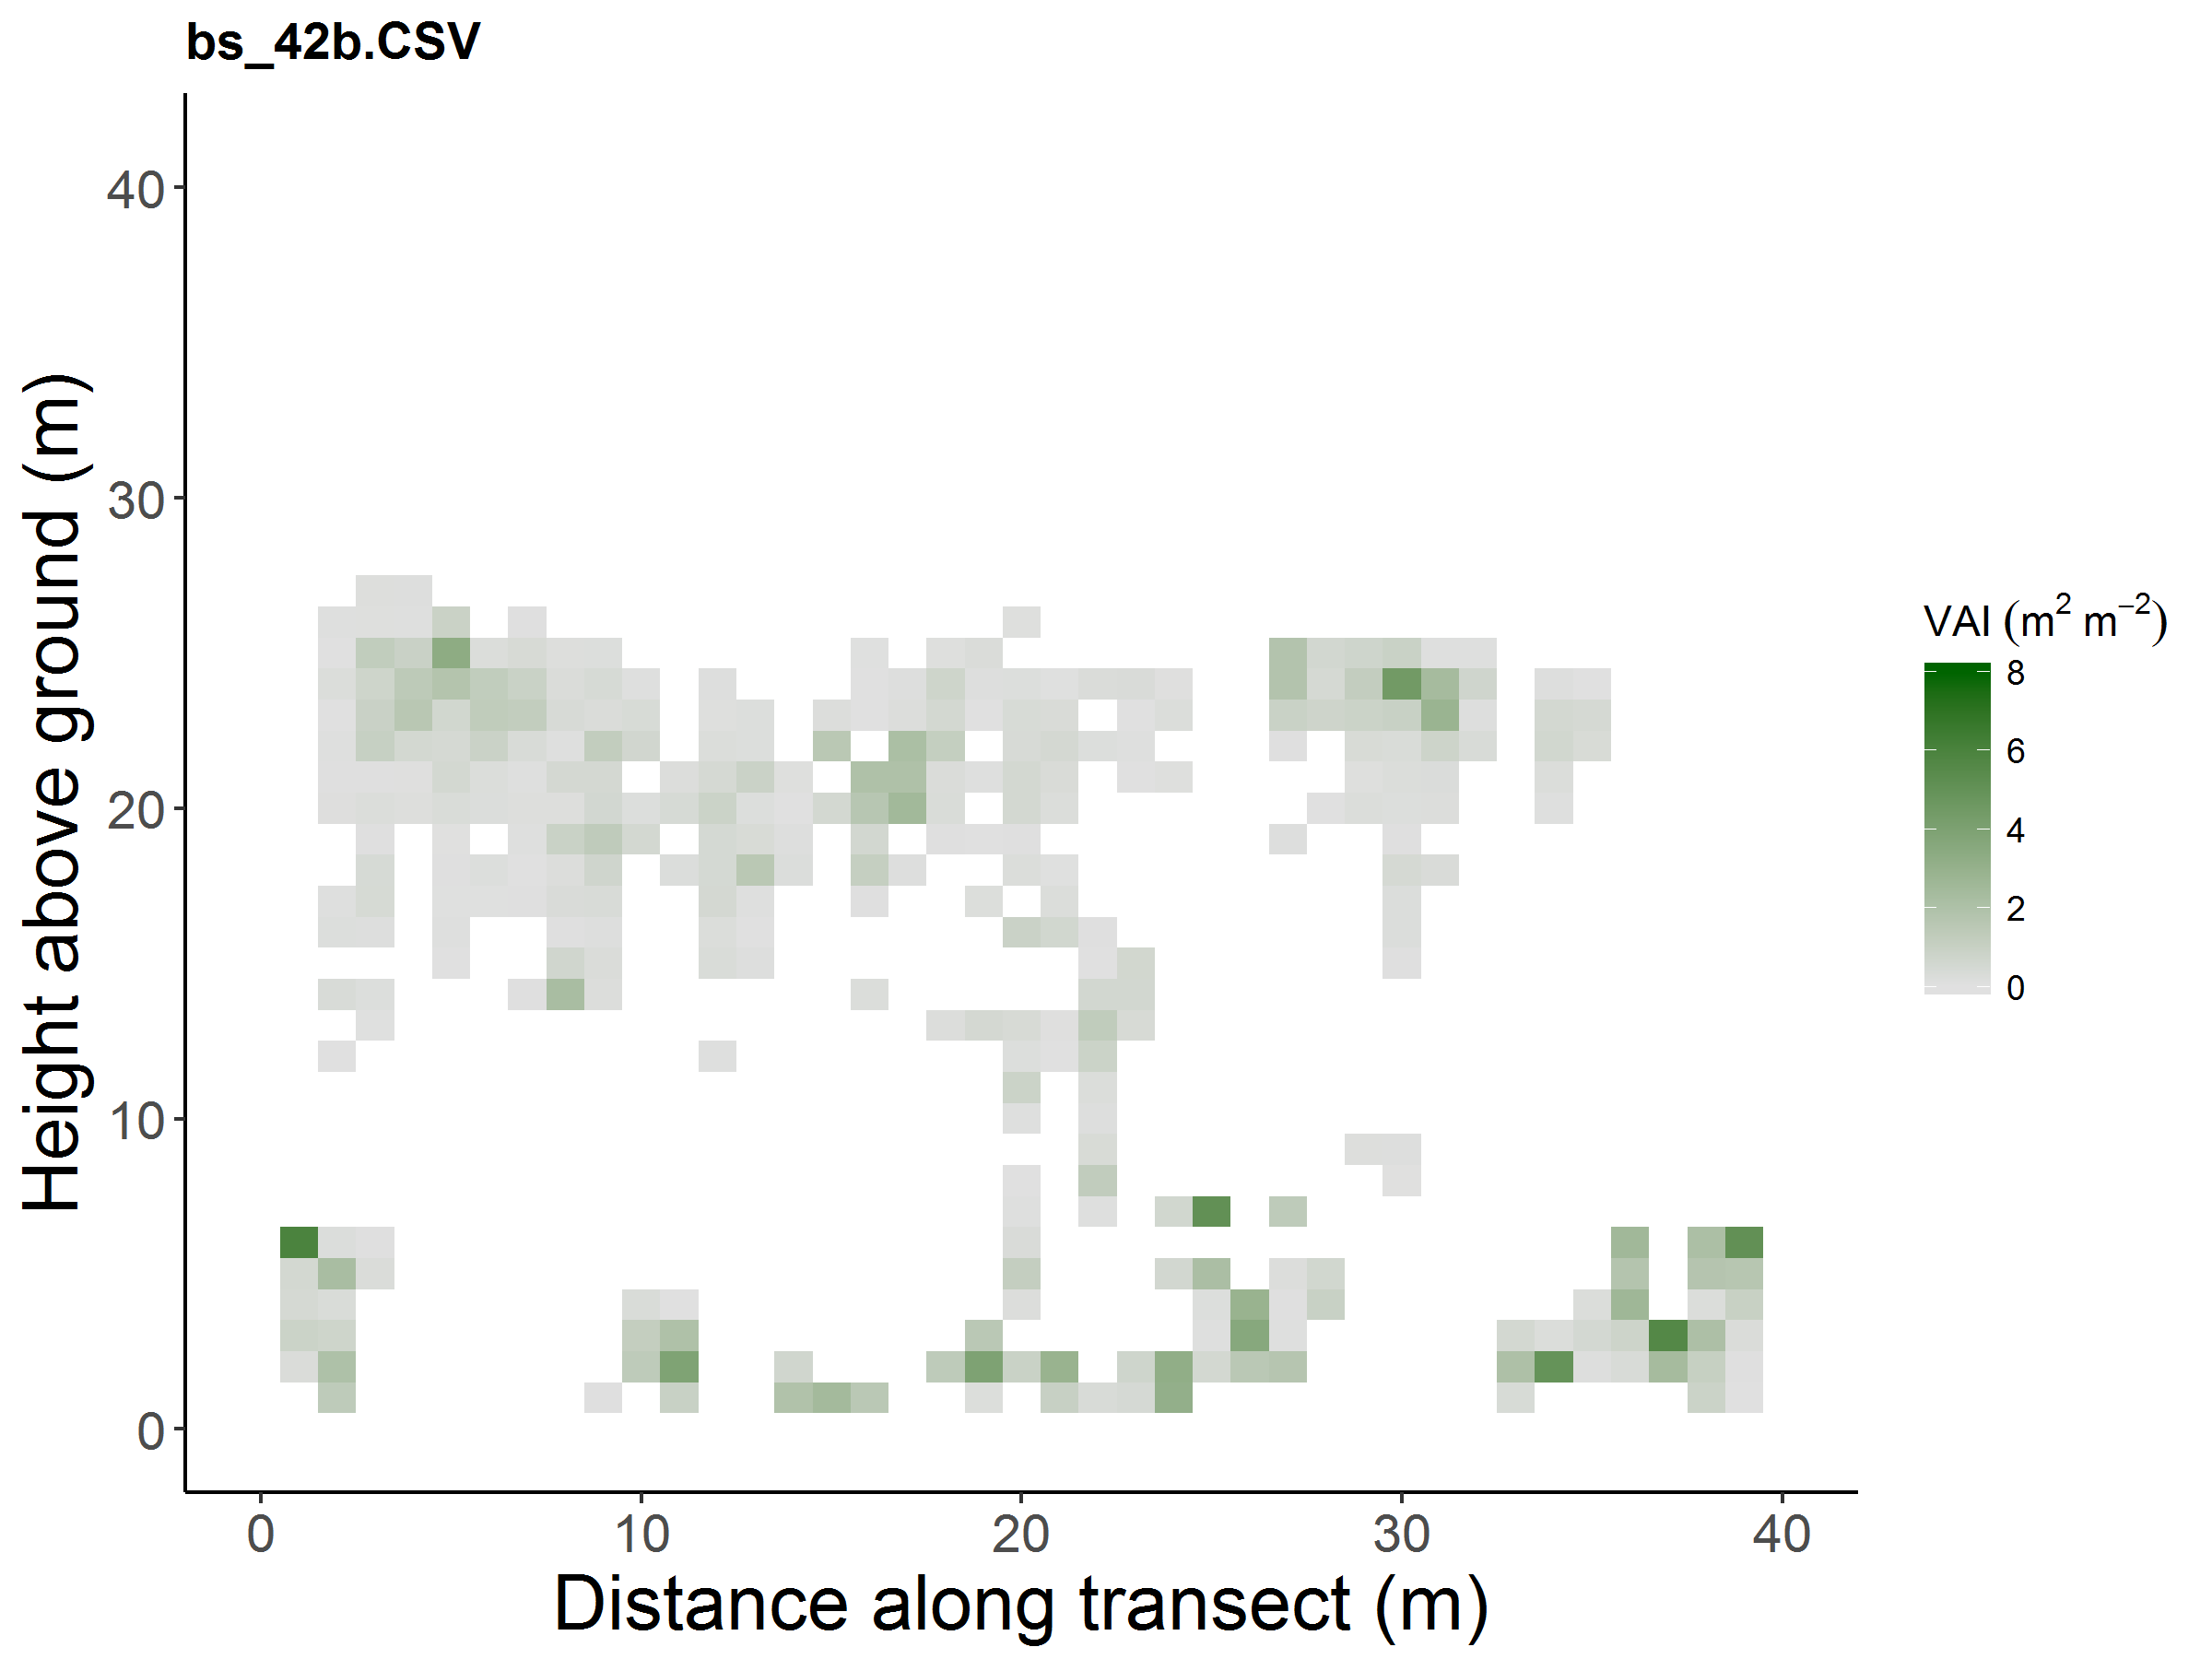 bs_42b.CSV
Height above ground (m)
40
30
20
10
0
0 10 20 30 40
Distance along transect (m)
VAI (m² m⁻²)
8
6
4
2
0